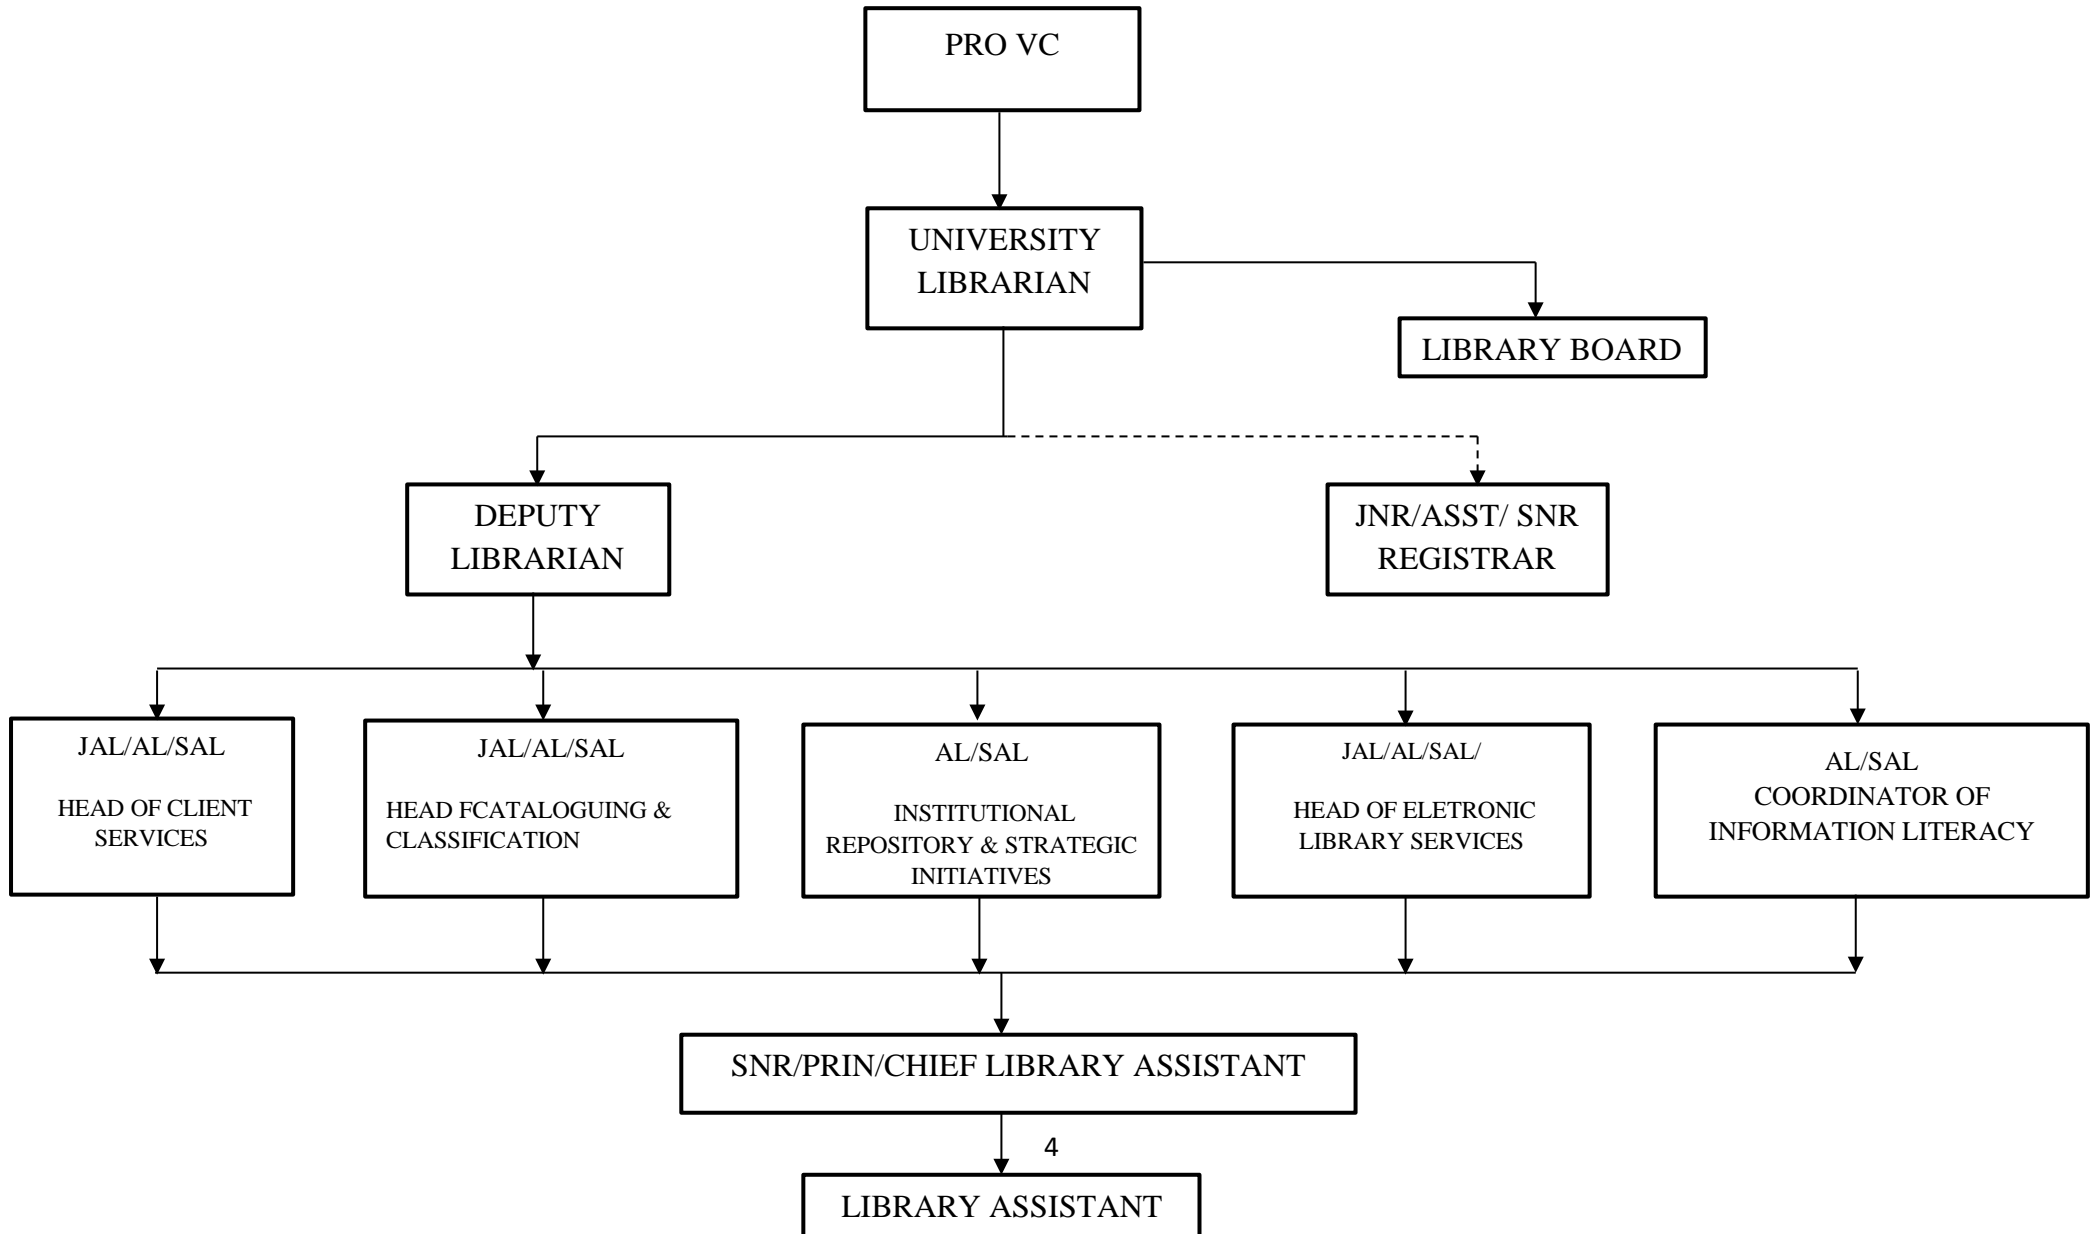 PRO VC
UNIVERSITY
LIBRARIAN
LIBRARY BOARD
DEPUTY
LIBRARIAN
JNR/ASST/ SNR
REGISTRAR
JAL/AL/SAL
HEAD OF CLIENT
SERVICES
JAL/AL/SAL
HEAD FCATALOGUING &
CLASSIFICATION
AL/SAL
INSTITUTIONAL
REPOSITORY & STRATEGIC
INITIATIVES
JAL/AL/SAL/
HEAD OF ELETRONIC
LIBRARY SERVICES
AL/SAL
COORDINATOR OF
INFORMATION LITERACY
SNR/PRIN/CHIEF LIBRARY ASSISTANT
4
LIBRARY ASSISTANT